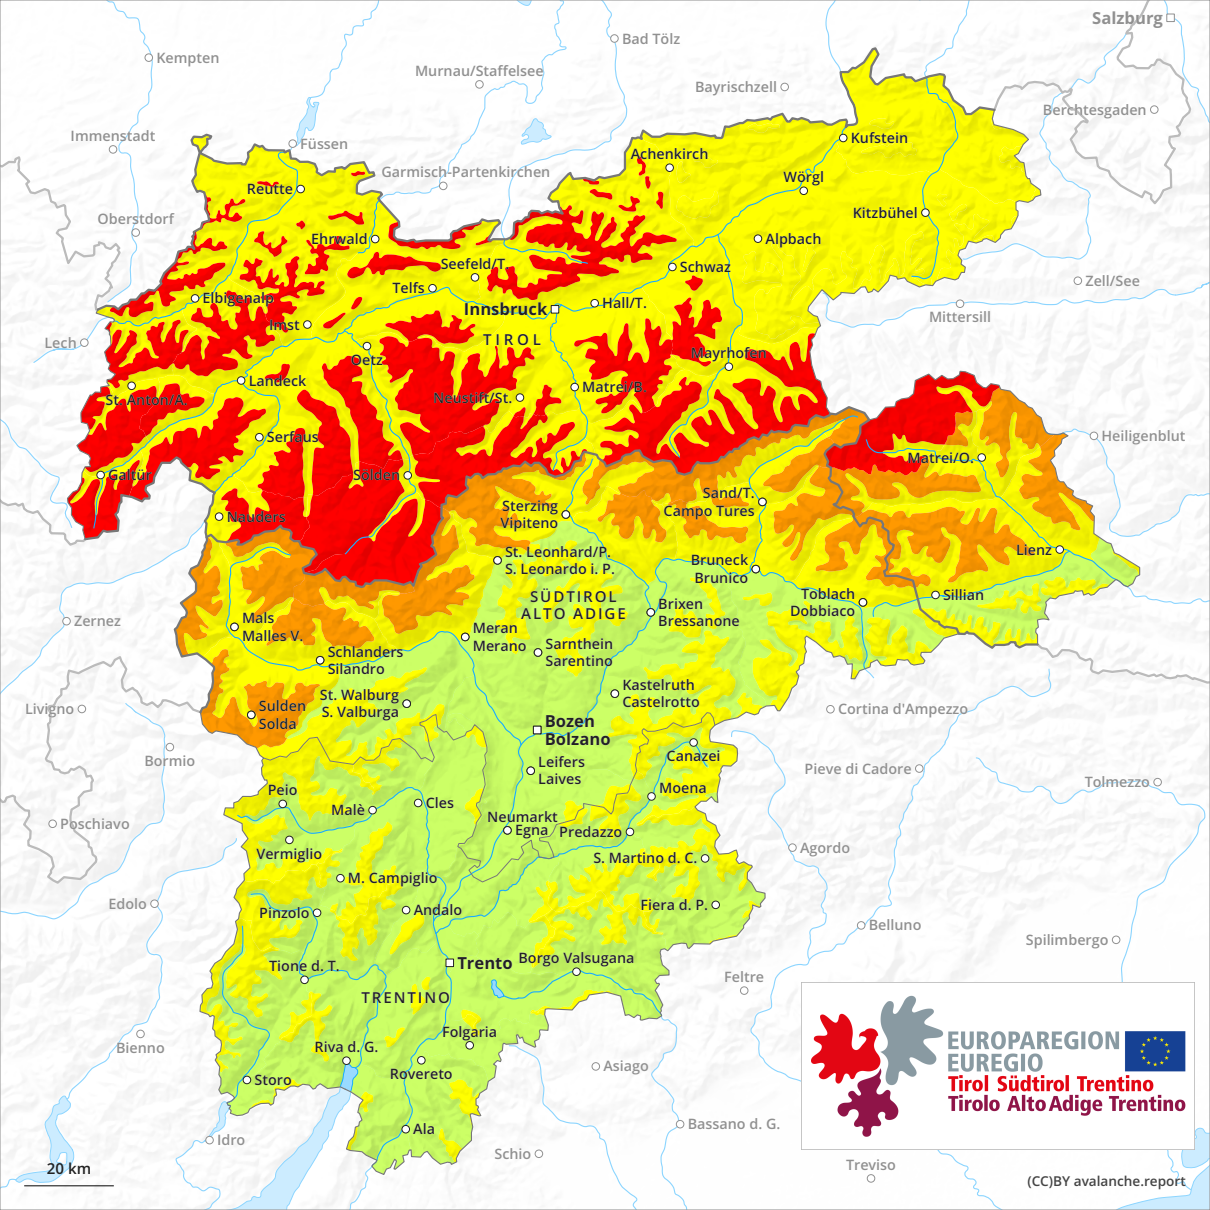 Salzburg
Bad Tölz
Kempten
Murnau/Staffelsee
Bayrischzell
Berchtesgaden
Immenstadt
Füssen
Kufstein
Achenkirch
Garmisch-Partenkirchen
Wörgl
Reutte
Oberstdorf
Kitzbühel
Ehrwald
Alpbach
Seefeld/T.
Schwaz
Zell/See
Telfs
Elbigenalp
Hall/T.
Innsbruck
Mittersill
Imst
Lech
TIROL
Oetz
Mayrhofen
Landeck
Matrei/B.
St. Anton/A.
Neustift/St.
Serfaus
Heiligenblut
Matrei/O.
Galtür
Sölden
Sand/T.
Campo Tures
Sterzing
Vipiteno
Nauders
Lienz
St. Leonhard/P.
S. Leonardo i. P.
Bruneck
Brunico
SÜDTIROL
ALTO ADIGE
Toblach
Dobbiaco
Sillian
Brixen
Bressanone
Zernez
Mals
Malles V.
Meran
Merano
Sarnthein
Sarentino
Schlanders
Silandro
Kastelruth
Castelrotto
St. Walburg
S. Valburga
Livigno
Sulden
Solda
Cortina d'Ampezzo
Bozen
Bolzano
Bormio
Canazei
Leifers
Laives
Pieve di Cadore
Tolmezzo
Peio
Moena
Malè
Cles
Neumarkt
Egna
Predazzo
Poschiavo
Vermiglio
Agordo
S. Martino d. C.
M. Campiglio
Edolo
Pinzolo
Andalo
Fiera d. P.
Belluno
Spilimbergo
Trento
Borgo Valsugana
Tione d. T.
Feltre
TRENTINO
Folgaria
Bienno
Riva d. G.
Rovereto
Asiago
Storo
EUROPAREGION
EUREGIO
Tirol Südtirol Trentino
Tirolo Alto Adige Trentino
Ala
Bassano d. G.
Idro
Schio
Treviso
20 km
(CC)BY avalanche.report